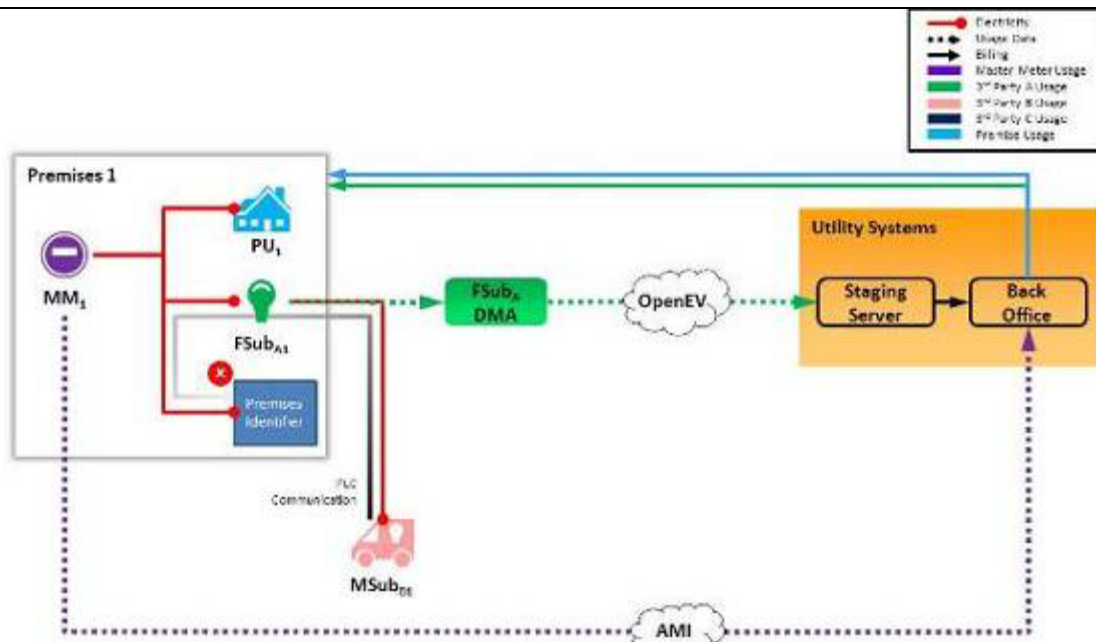 Electricity
Usage Data
Billing
Master Meter Usage
3rd Party A Usage
3rd Party B Usage
3rd Party C Usage
Premise Usage
Premises 1
PU1
MM1
FSubA1
Premises
Identifier
FSubA
DMA
OpenEV
Utility Systems
Staging
Server
Back
Office
PLC
Communication
MSub
AMI